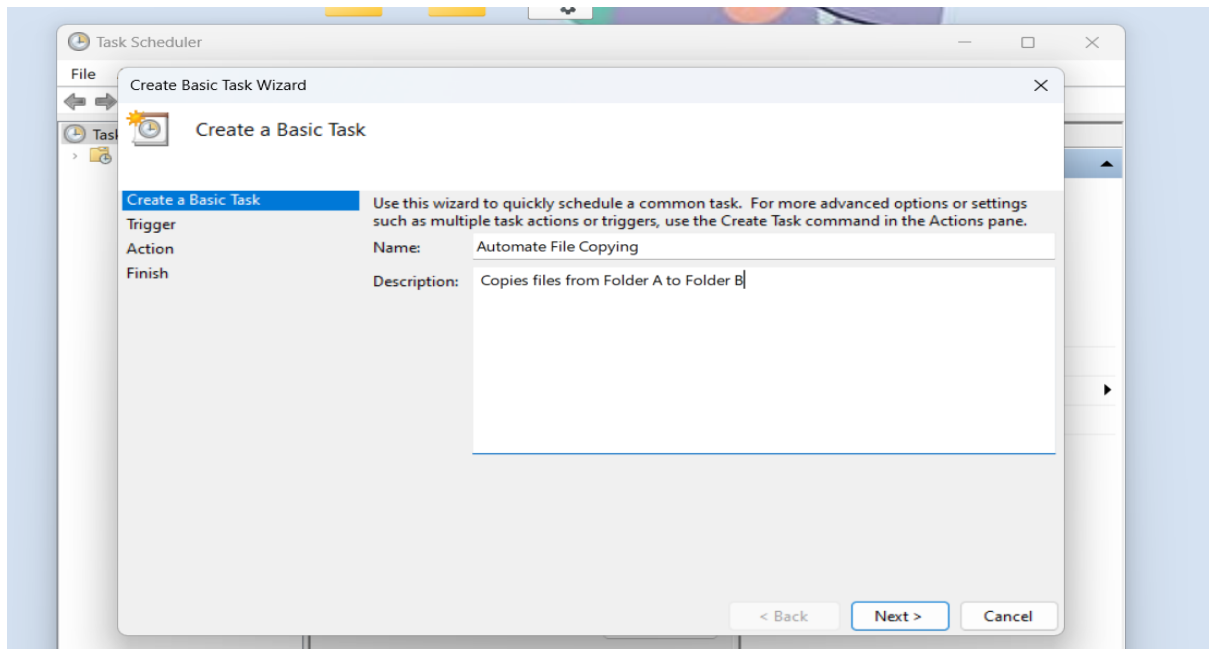 Task Scheduler
File
Create Basic Task Wizard
Create a Basic Task
Create a Basic Task
Trigger
Action
Finish
Use this wizard to quickly schedule a common task. For more advanced options or settings
such as multiple task actions or triggers, use the Create Task command in the Actions pane.
Name: Automate File Copying
Description: Copies files from Folder A to Folder B
< Back Next > Cancel